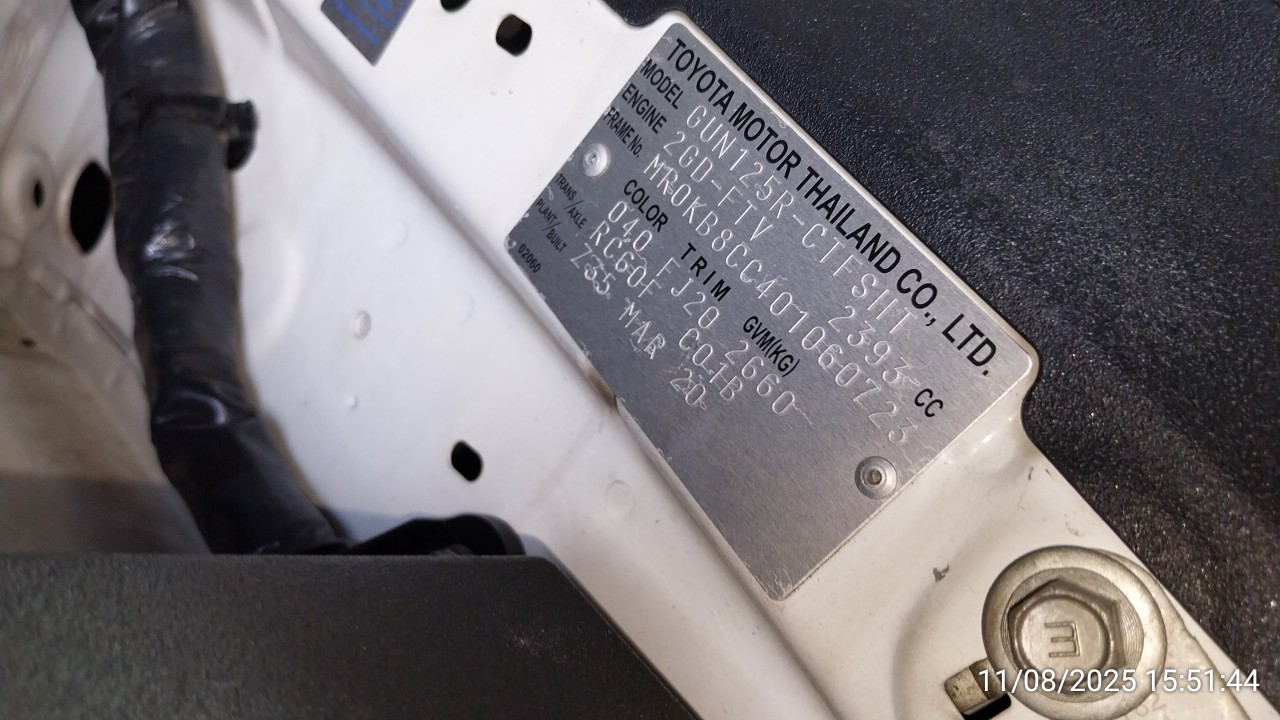 TOYOTA MOTOR THAILAND CO., LTD.
MODEL GUN125R-CTFSHT
ENGINE 2GD-FTV 2393 CC
FRAME No. MR0KB8CC401060723
COLOR TRIM GVM(KG)
040 FJ20 2660
TRANS/AXLE RC60F C01B
PLANT/BUILT Z35 MAR 20
02060
E
11/08/2025 15:51:44